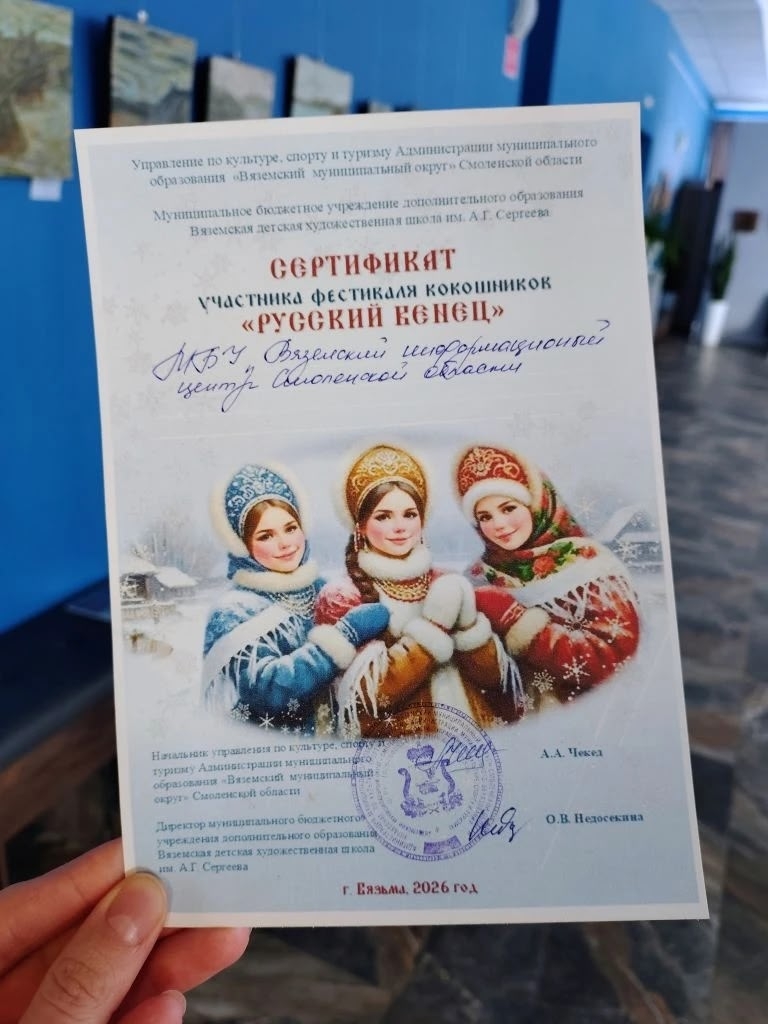 Управление по культуре, спорту и туризму Администрации муниципального
образования «Вяземский муниципальный округ» Смоленской области
Муниципальное бюджетное учреждение дополнительного образования
Вяземская детская художественная школа им. А.Г. Сергеева
СЕРТИФИКАТ
УЧАСТНИКА ФЕСТИВАЛЯ КОКОШНИКОВ
«РУССКИЙ ВЕНЕЦ»
МБУ Вяземский информационный
центр Смоленской области
Начальник управления по культуре, спорту и
туризму Администрации муниципального
образования «Вяземский муниципальный
округ» Смоленской области
А.А. Чекед
Директор муниципального бюджетного
учреждения дополнительного образования
Вяземская детская художественная школа
им. А.Г. Сергеева
О.В. Недосекина
г. Вязьма, 2026 год